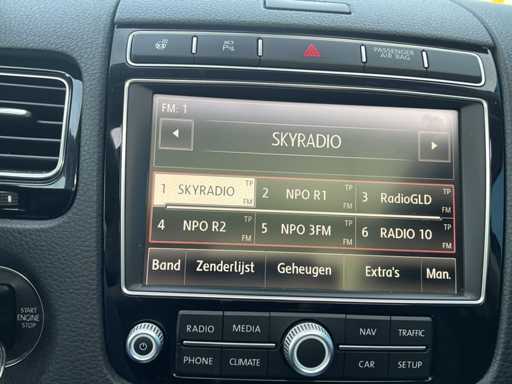 PASSENGER
AIR BAG
FM: 1
SKYRADIO
1 SKYRADIO TP FM
2 NPO R1 TP FM
3 RadioGLD TP FM
4 NPO R2 TP FM
5 NPO 3FM TP FM
6 RADIO 10 TP FM
Band Zenderlijst Geheugen Extra's Man.
START
ENGINE
STOP
RADIO MEDIA NAV TRAFFIC
PHONE CLIMATE CAR SETUP